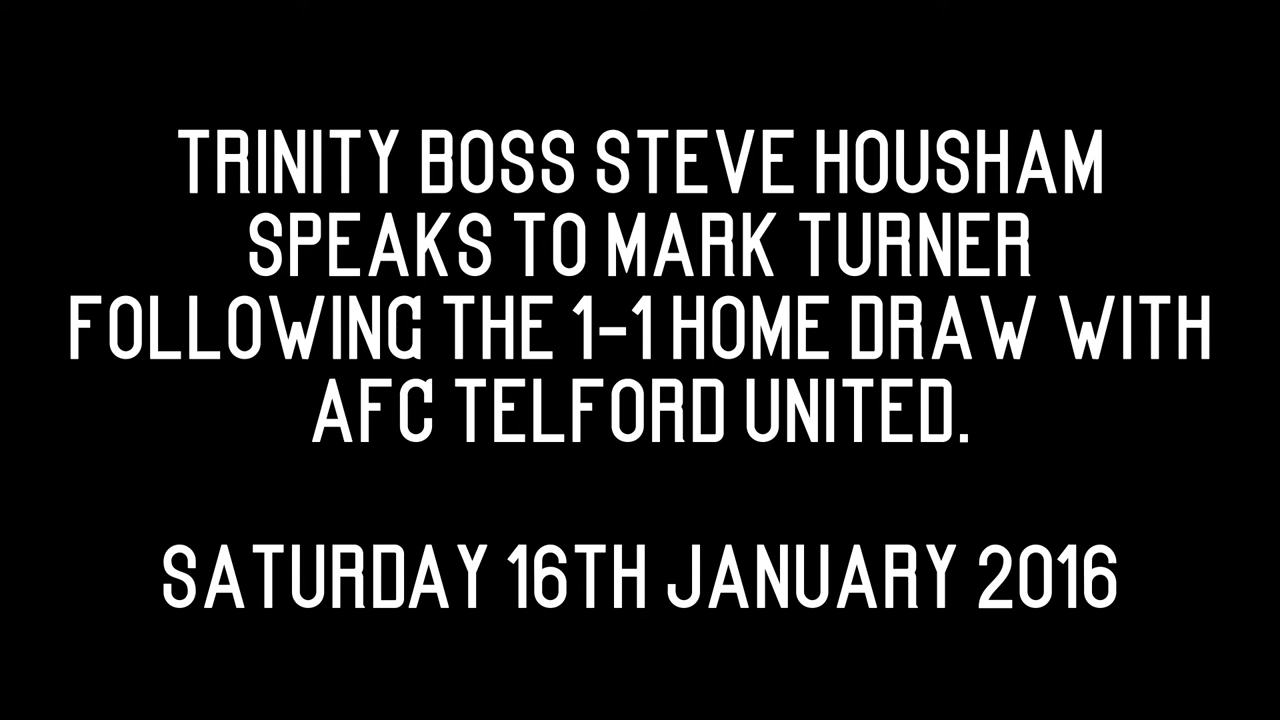 TRINITY BOSS STEVE HOUSHAM
SPEAKS TO MARK TURNER
FOLLOWING THE 1-1 HOME DRAW WITH
AFC TELFORD UNITED.
SATURDAY 16TH JANUARY 2016